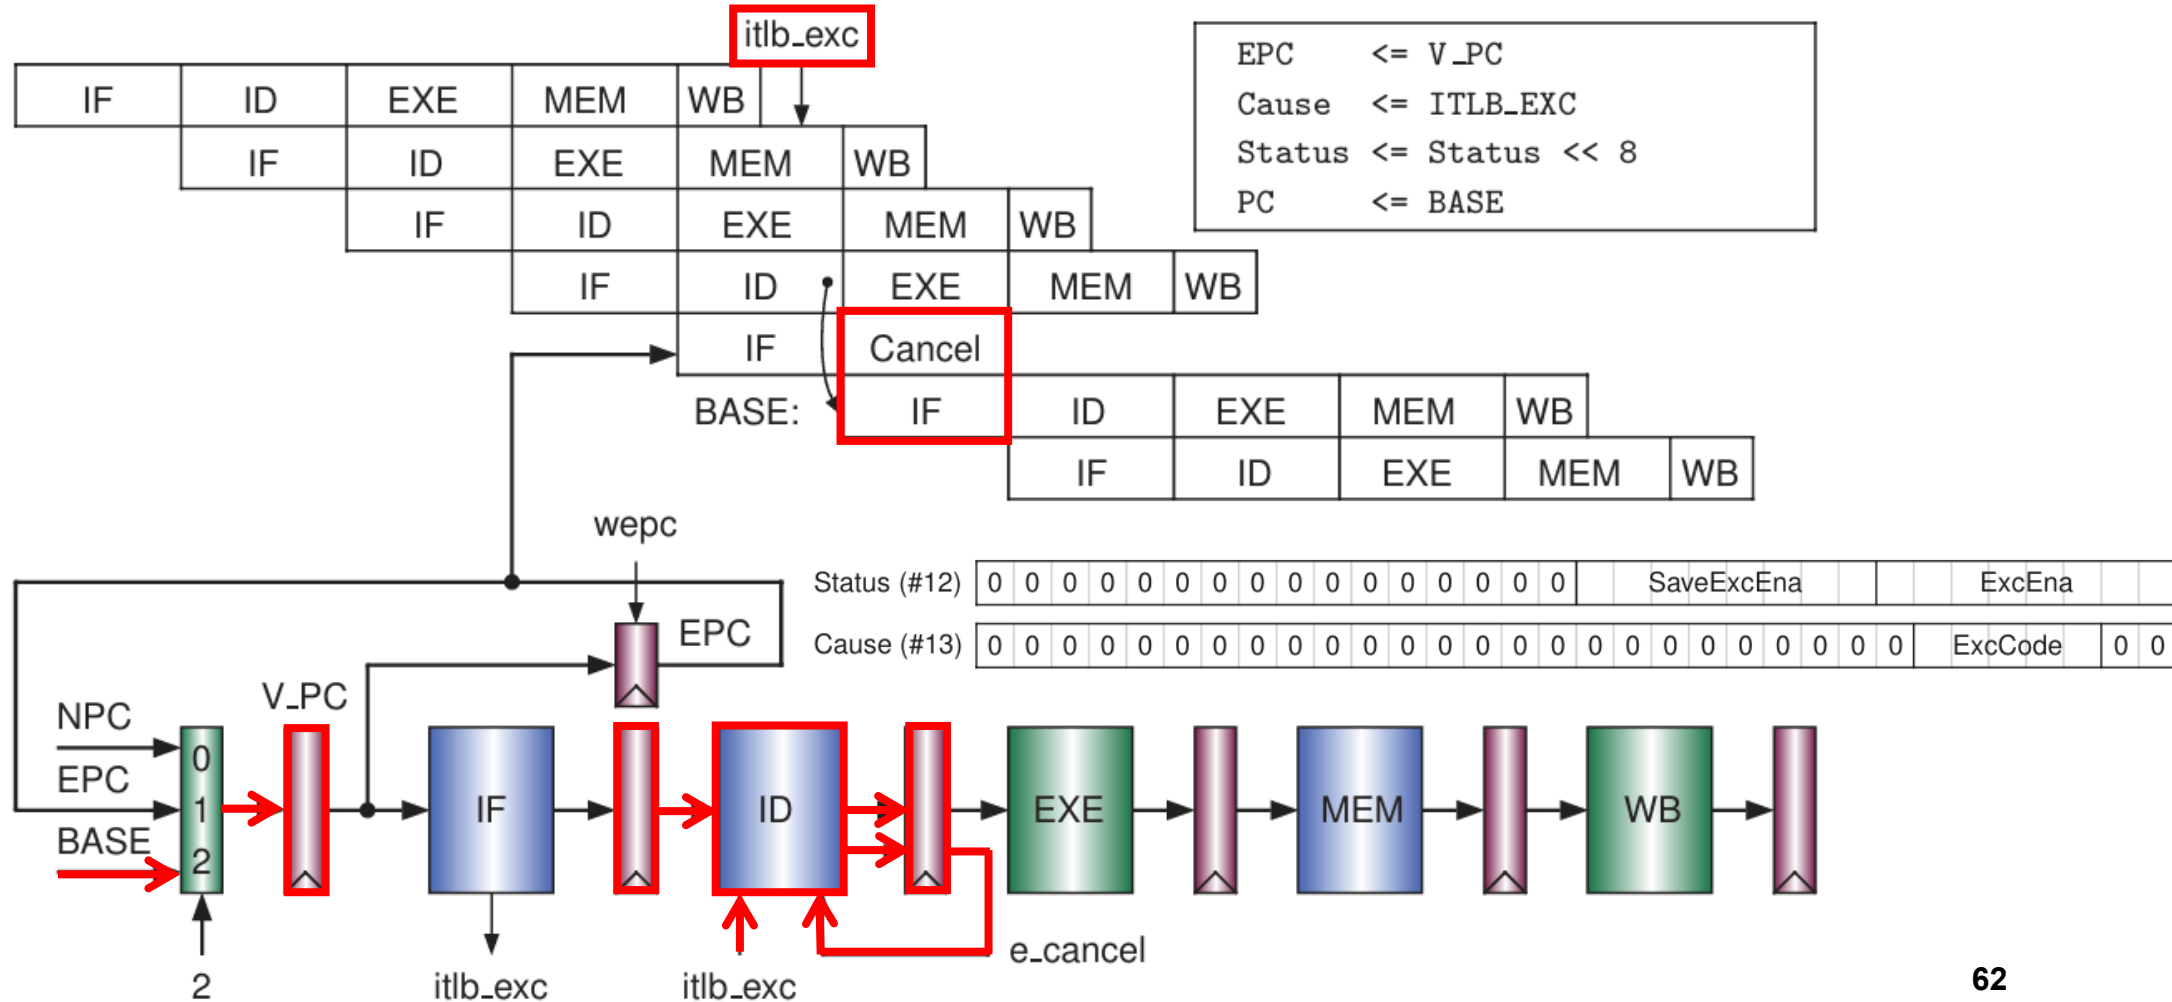 itlb_exc
IF ID EXE MEM WB
IF ID EXE MEM WB
IF ID EXE MEM WB
IF ID EXE MEM WB
IF Cancel
BASE: IF ID EXE MEM WB
IF ID EXE MEM WB
EPC <= V_PC
Cause <= ITLB_EXC
Status <= Status << 8
PC <= BASE
wepc
Status (#12) 0 0 0 0 0 0 0 0 0 0 0 0 0 0 0 0 SaveExcEna ExcEna
Cause (#13) 0 0 0 0 0 0 0 0 0 0 0 0 0 0 0 0 0 0 0 0 0 0 0 0 0 ExcCode 0 0
EPC
V_PC
NPC
EPC
BASE
0
1
2
IF ID EXE MEM WB
e_cancel
2 itlb_exc itlb_exc
62